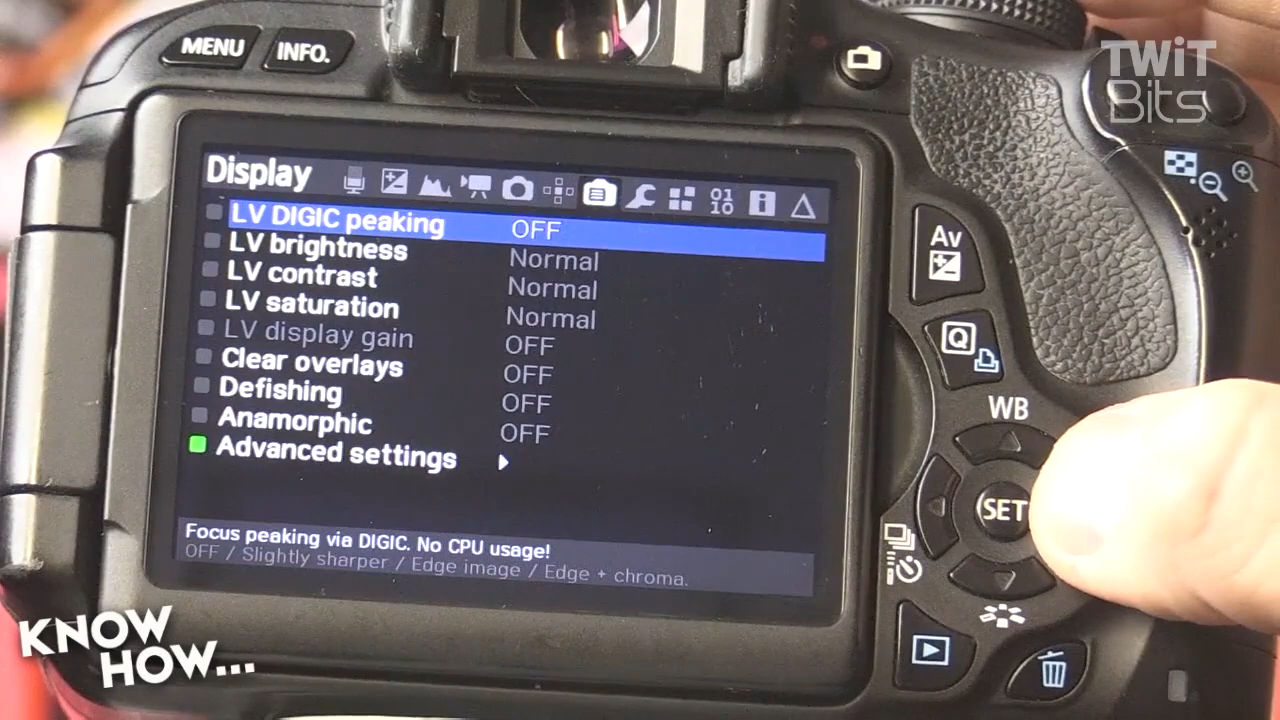 MENU INFO.
TWiT
Bits
Display
01
10
LV DIGIC peaking OFF
LV brightness Normal
LV contrast Normal
LV saturation Normal
LV display gain OFF
Clear overlays OFF
Defishing OFF
Anamorphic OFF
Advanced settings
Focus peaking via DIGIC. No CPU usage!
OFF / Slightly sharper / Edge image / Edge + chroma.
Av
Q
WB
SET
KNOW
HOW...